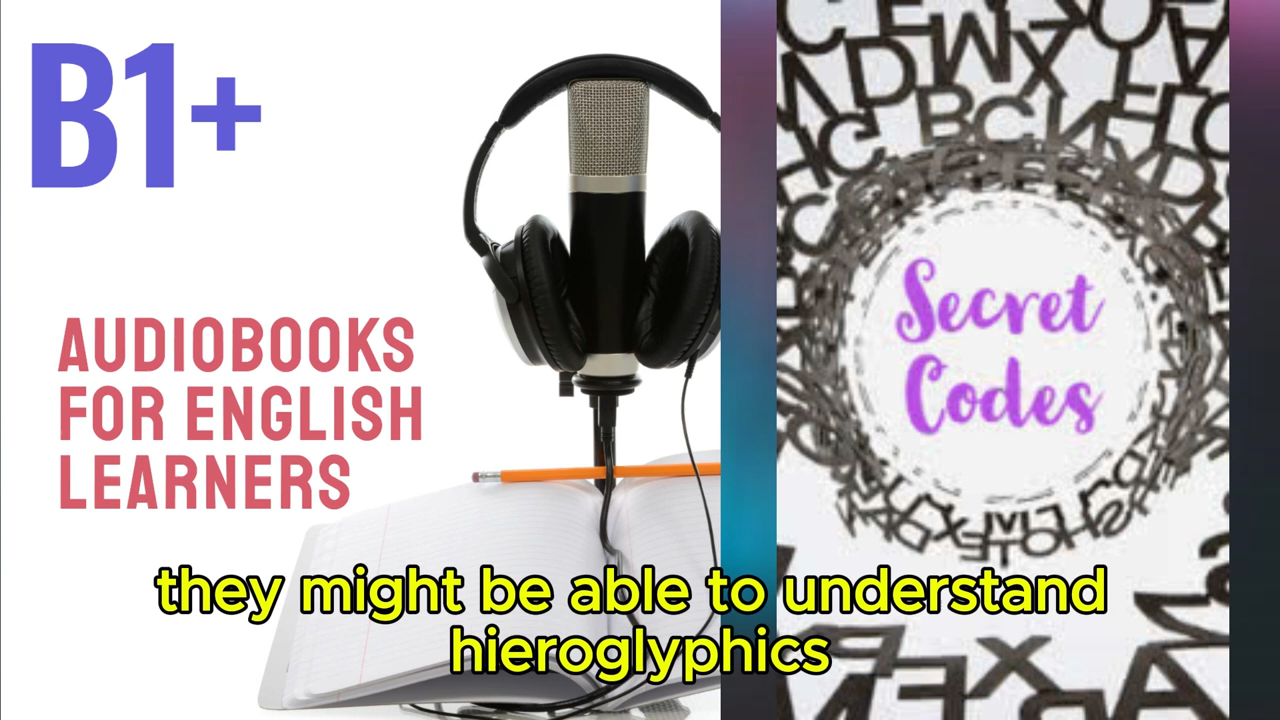 B1+
AUDIOBOOKS
FOR ENGLISH
LEARNERS
Secret
Codes
they might be able to understand
hieroglyphics